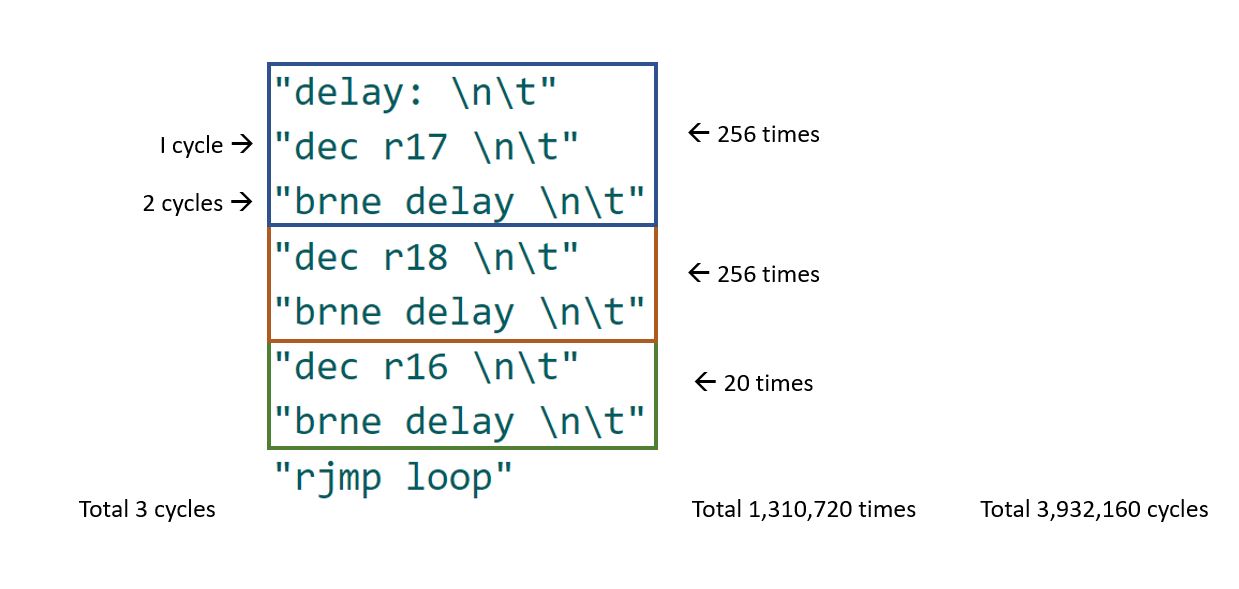 "delay: \n\t"
← 256 times
I cycle → "dec r17 \n\t"
2 cycles → "brne delay \n\t"
"dec r18 \n\t"
← 256 times
"brne delay \n\t"
"dec r16 \n\t"
← 20 times
"brne delay \n\t"
"rjmp loop"
Total 3 cycles
Total 1,310,720 times
Total 3,932,160 cycles